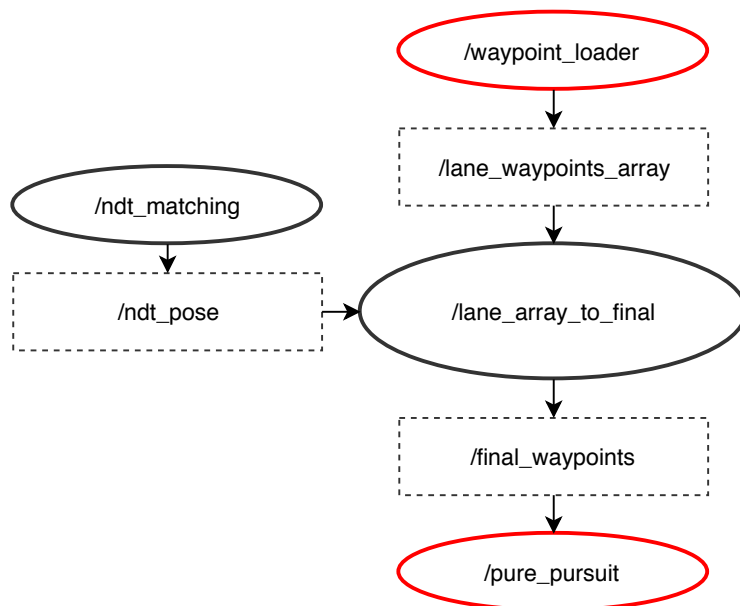 /waypoint_loader
/lane_waypoints_array
/ndt_matching
/ndt_pose
/lane_array_to_final
/final_waypoints
/pure_pursuit